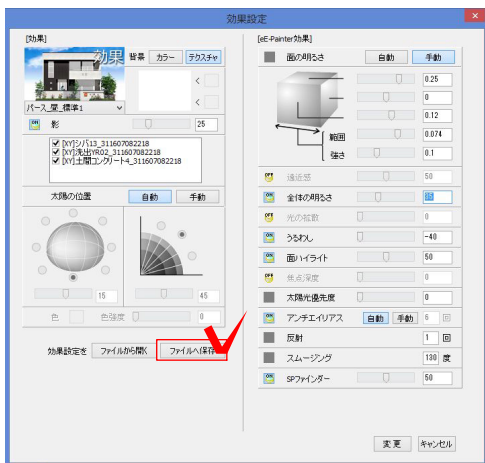 効果設定
[効果]
効果
背景 カラー テクスチャ
<
<
パース_昼_標準1
ON 影 25
[XY]シバ13_311607082218
[XY]洗出YR02_311607082218
[XY]土間コンクリート4_311607082218
太陽の位置 自動 手動
15 45
色 色強度 0
効果設定を ファイルから開く ファイルへ保存
[eE-Painter効果]
面の明るさ 自動 手動
0.25
0
0.12
範囲 0.074
強さ 0.1
OFF 遠近感 50
ON 全体の明るさ 35
OFF 光の拡散 0
ON うるわし -40
ON 面ハイライト 50
OFF 焦点深度 0
太陽光優先度 0
ON アンチエイリアス 自動 手動 6 回
反射 1 回
スムージング 130 度
ON SPファインダー 50
変更 キャンセル